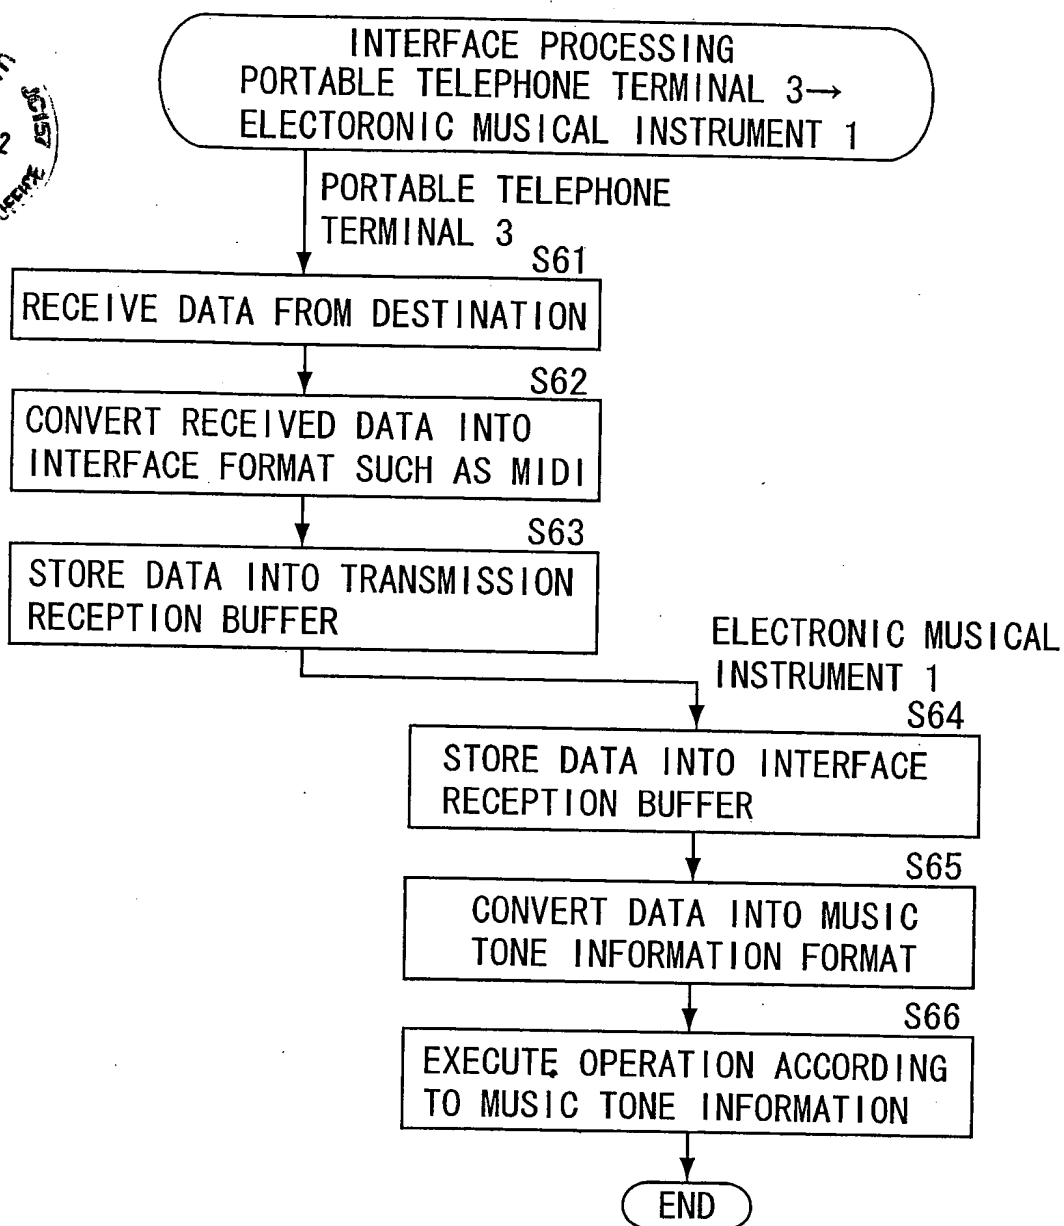 INTERFACE PROCESSING
PORTABLE TELEPHONE TERMINAL 3→
ELECTORONIC MUSICAL INSTRUMENT 1
PORTABLE TELEPHONE
TERMINAL 3
S61
RECEIVE DATA FROM DESTINATION
S62
CONVERT RECEIVED DATA INTO
INTERFACE FORMAT SUCH AS MIDI
S63
STORE DATA INTO TRANSMISSION
RECEPTION BUFFER
ELECTRONIC MUSICAL
INSTRUMENT 1
S64
STORE DATA INTO INTERFACE
RECEPTION BUFFER
S65
CONVERT DATA INTO MUSIC
TONE INFORMATION FORMAT
S66
EXECUTE OPERATION ACCORDING
TO MUSIC TONE INFORMATION
END